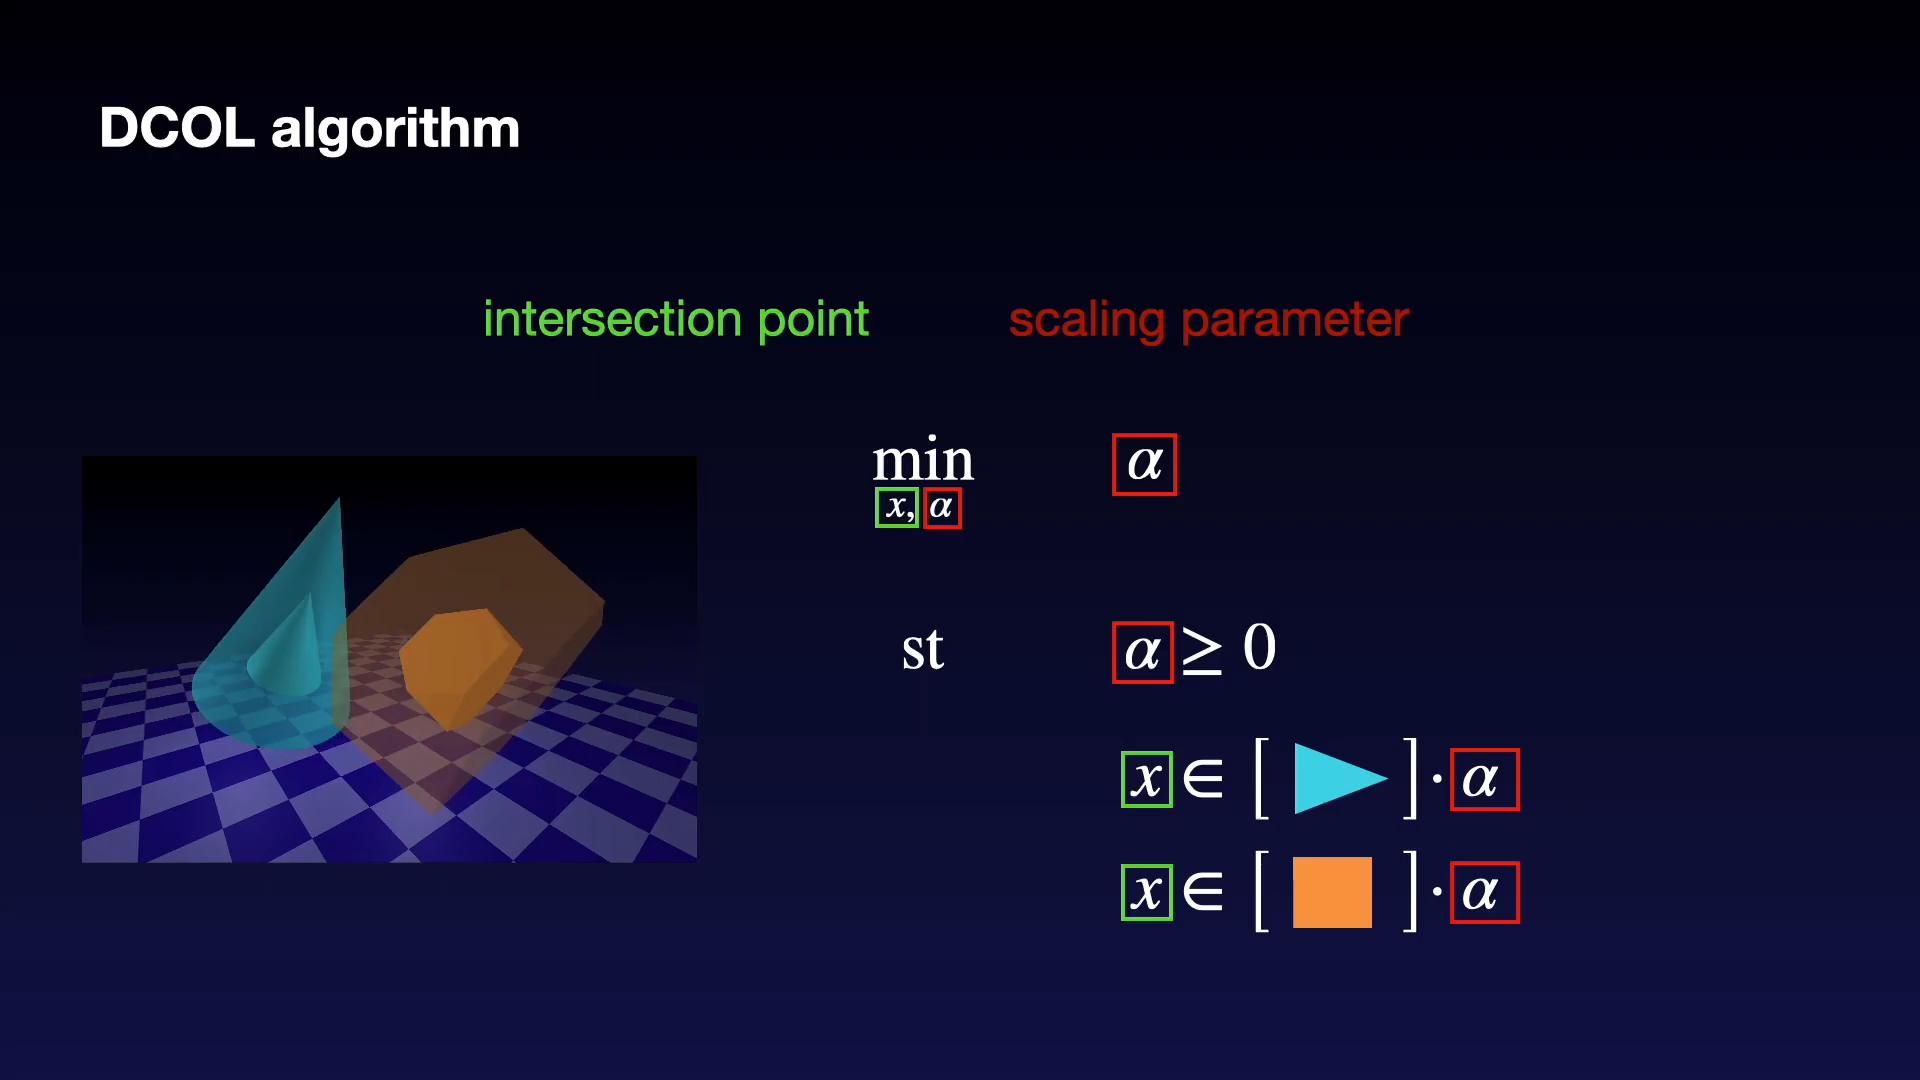 DCOL algorithm
intersection point
scaling parameter
min α
x, α
st α ≥ 0
x ∈ [ ] · α
x ∈ [ ] · α